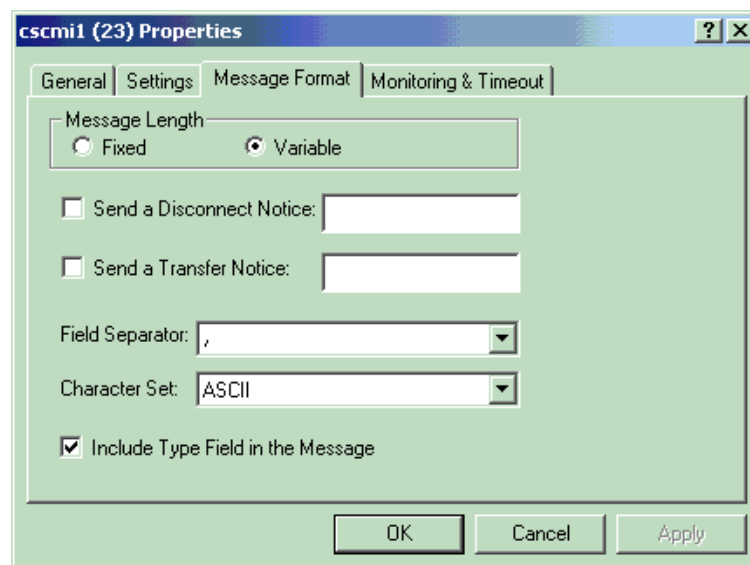 cscmi1 (23) Properties
General Settings Message Format Monitoring & Timeout
Message Length
Fixed Variable
Send a Disconnect Notice:
Send a Transfer Notice:
Field Separator: ,
Character Set: ASCII
Include Type Field in the Message
OK Cancel Apply